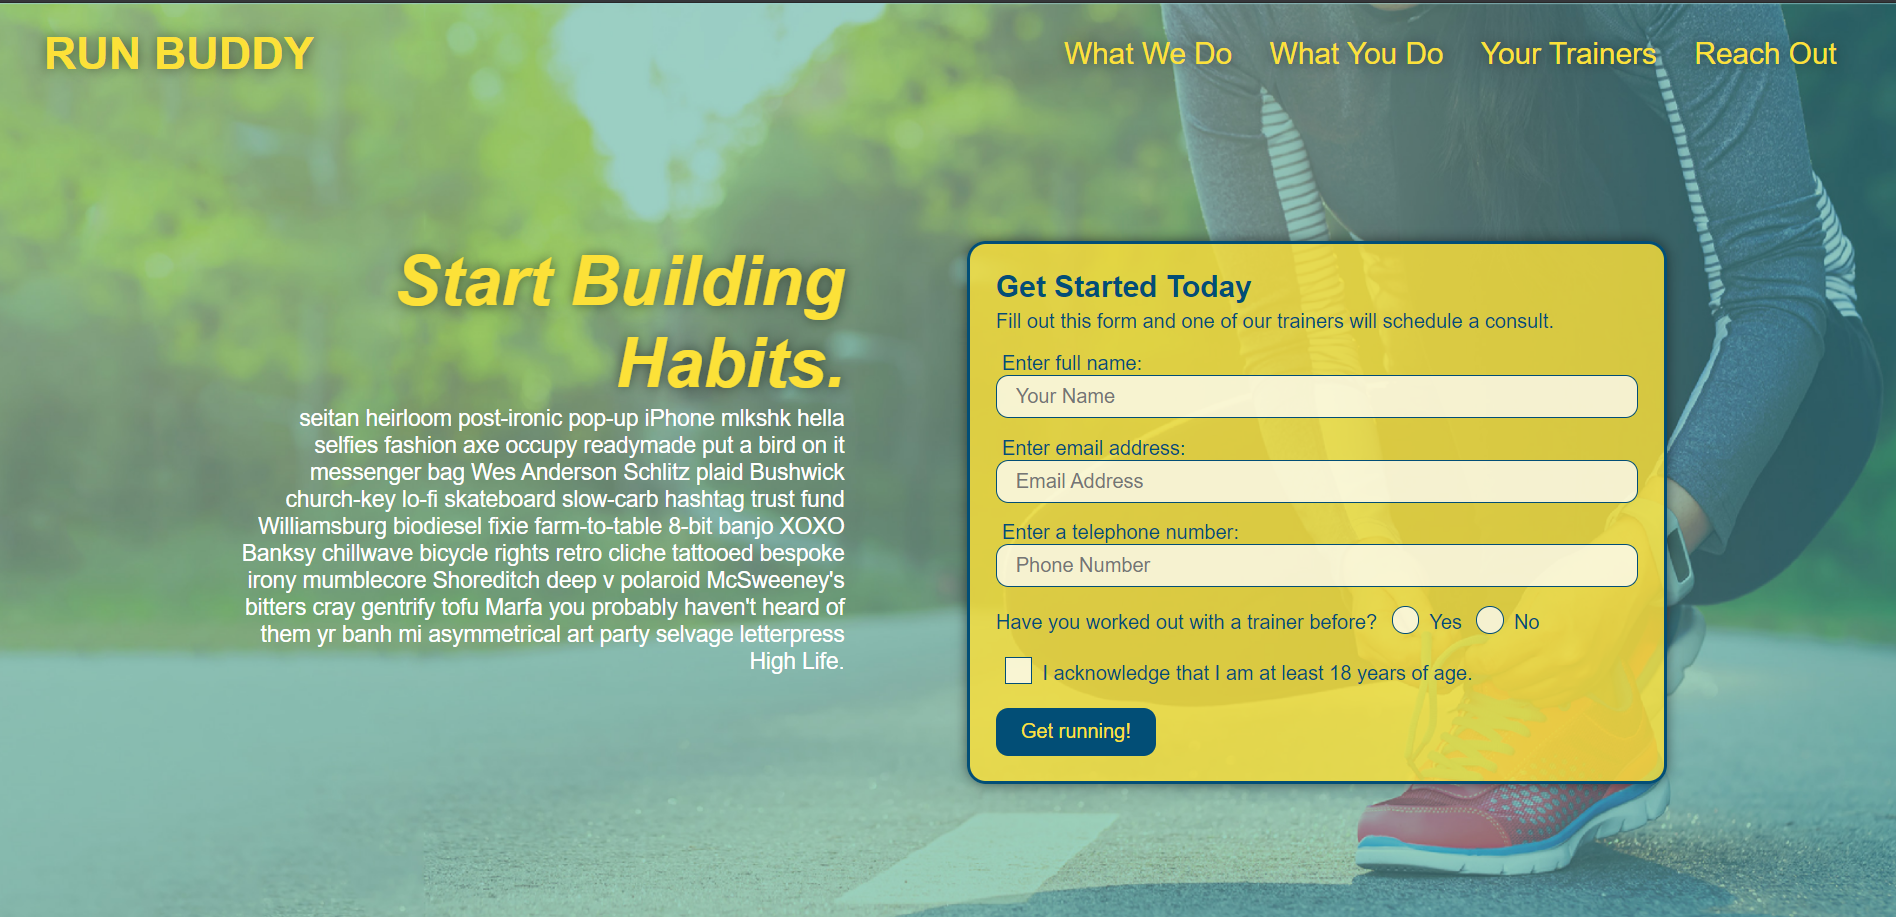 RUN BUDDY
What We Do What You Do Your Trainers Reach Out
Start Building
Habits.
seitan heirloom post-ironic pop-up iPhone mlkshk hella
selfies fashion axe occupy readymade put a bird on it
messenger bag Wes Anderson Schlitz plaid Bushwick
church-key lo-fi skateboard slow-carb hashtag trust fund
Williamsburg biodiesel fixie farm-to-table 8-bit banjo XOXO
Banksy chillwave bicycle rights retro cliche tattooed bespoke
irony mumblecore Shoreditch deep v polaroid McSweeney's
bitters cray gentrify tofu Marfa you probably haven't heard of
them yr banh mi asymmetrical art party selvage letterpress
High Life.
Get Started Today
Fill out this form and one of our trainers will schedule a consult.
Enter full name:
Your Name
Enter email address:
Email Address
Enter a telephone number:
Phone Number
Have you worked out with a trainer before? Yes No
I acknowledge that I am at least 18 years of age.
Get running!